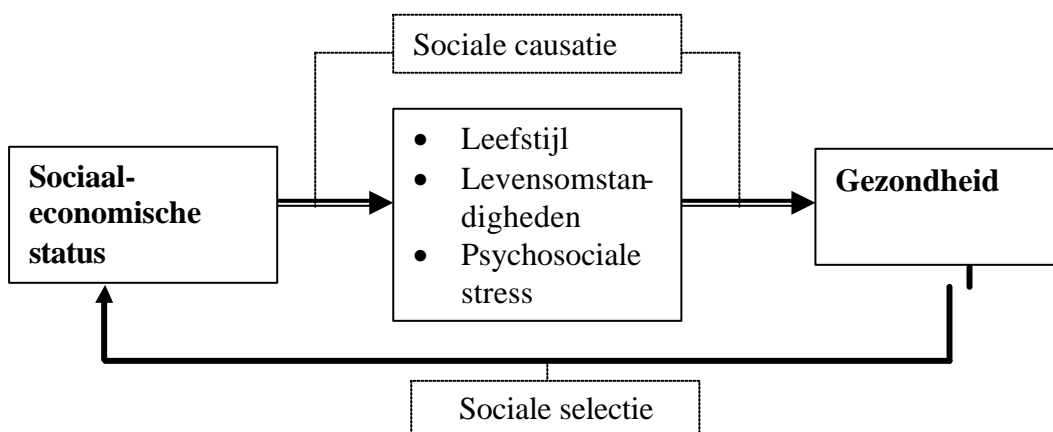 Sociale causatie
Sociaal-
economische
status
• Leefstijl
• Levensomstan-
digheden
• Psychosociale
stress
Gezondheid
Sociale selectie